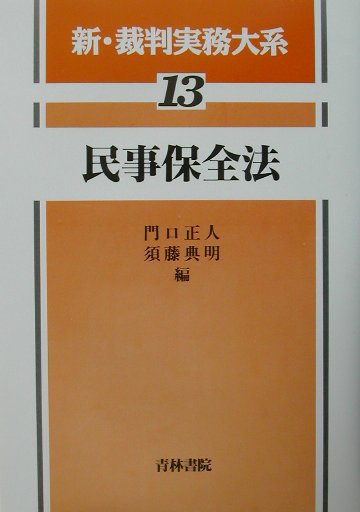 新・裁判実務大系
13
民事保全法
門口正人
須藤典明
編
青林書院